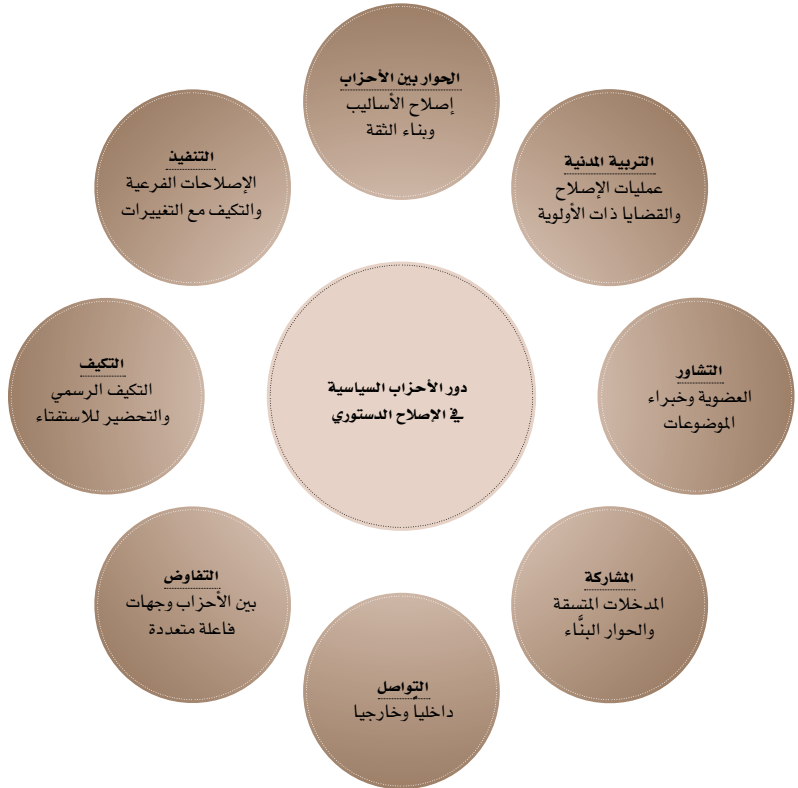 الحوار بين الأحزاب
إصلاح الأساليب
وبناء الثقة
التربية المدنية
عمليات الإصلاح
والقضايا ذات الأولوية
التشاور
العضوية وخبراء
الموضوعات
المشاركة
المدخلات المتسقة
والحوار البنَّاء
التواصل
داخلياً وخارجيا
التفاوض
بين الأحزاب وجهات
فاعلة متعددة
التكيف
التكيف الرسمي
والتحضير للاستفتاء
التنفيذ
الإصلاحات الفرعية
والتكيف مع التغييرات
دور الأحزاب السياسية
في الإصلاح الدستوري